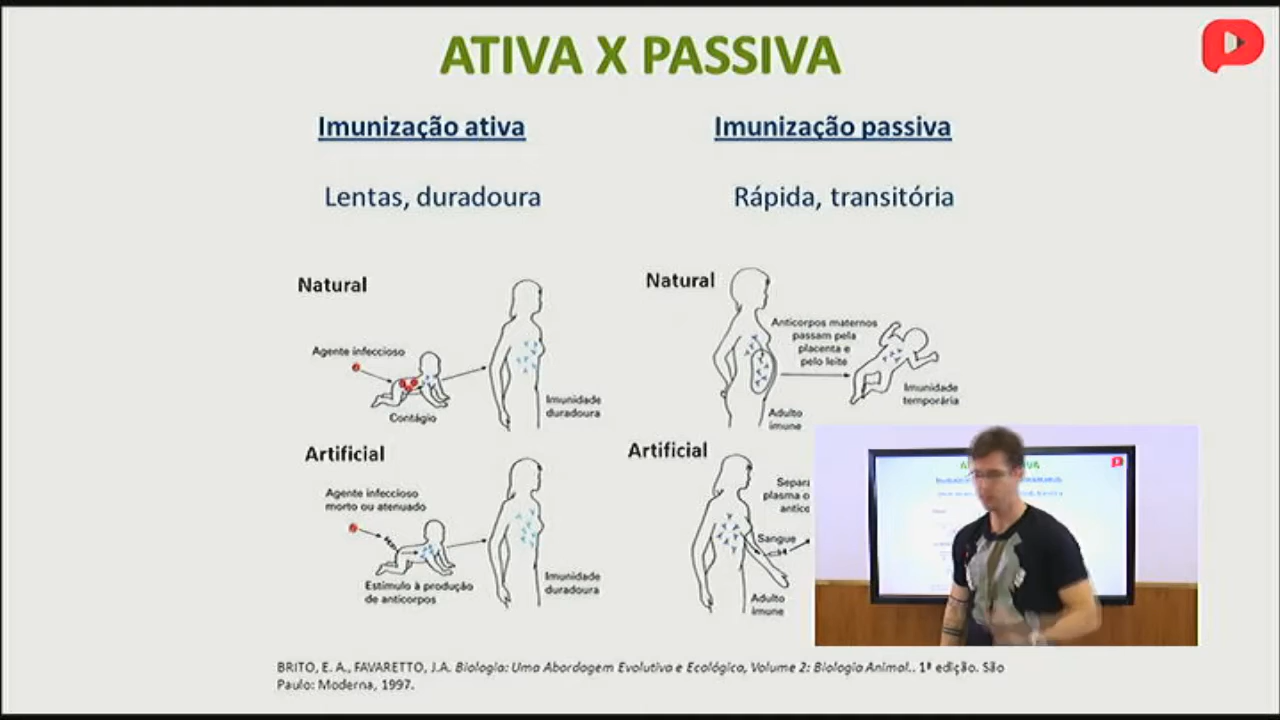 ATIVA X PASSIVA
Imunização ativa
Lentas, duradoura
Imunização passiva
Rápida, transitória
Natural
Agente infeccioso
Contágio
Imunidade
duradoura
Natural
Anticorpos maternos
passam pela
placenta e
pelo leite
Adulto
imune
Imunidade
temporária
Artificial
Agente infeccioso
morto ou atenuado
Estímulo à produção
de anticorpos
Imunidade
duradoura
Artificial
Separa
plasma o
antico
Sangue
Adulto
imune
BRITO, E. A., FAVARETTO, J.A. Biologia: Uma Abordagem Evolutiva e Ecológica, Volume 2: Biologia Animal.. 1ª edição. São
Paulo: Moderna, 1997.